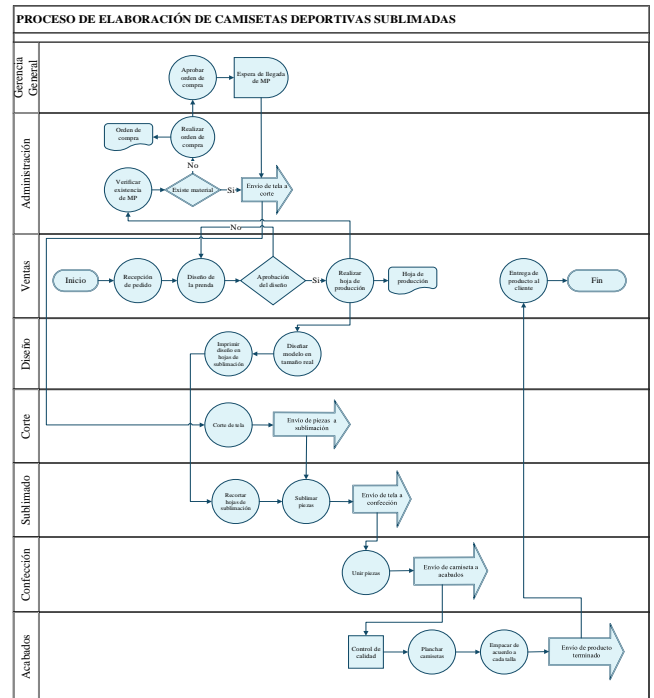 PROCESO DE ELABORACIÓN DE CAMISETAS DEPORTIVAS SUBLIMADAS
Gerencia
General
Aprobar
orden de
compra
Espera de llegada
de MP
Administración
Orden de
compra
Realizar
orden de
compra
No
Verificar
existencia
de MP
Existe material
Si
Envío de tela a
corte
No
Ventas
Inicio
Recepción
de pedido
Diseño de
la prenda
Aprobación
del diseño
Si
Realizar
hoja de
producción
Hoja de
producción
Entrega de
producto al
cliente
Fin
Diseño
Imprimir
diseño en
hojas de
sublimación
Diseñar
modelo en
tamaño real
Corte
Corte de tela
Envío de piezas a
sublimación
Sublimado
Recortar
hojas de
sublimación
Sublimar
piezas
Envío de tela a
confección
Confección
Unir piezas
Envío de camiseta a
acabados
Acabados
Control de
calidad
Planchar
camisetas
Empacar de
acuerdo a
cada talla
Envío de producto
terminado